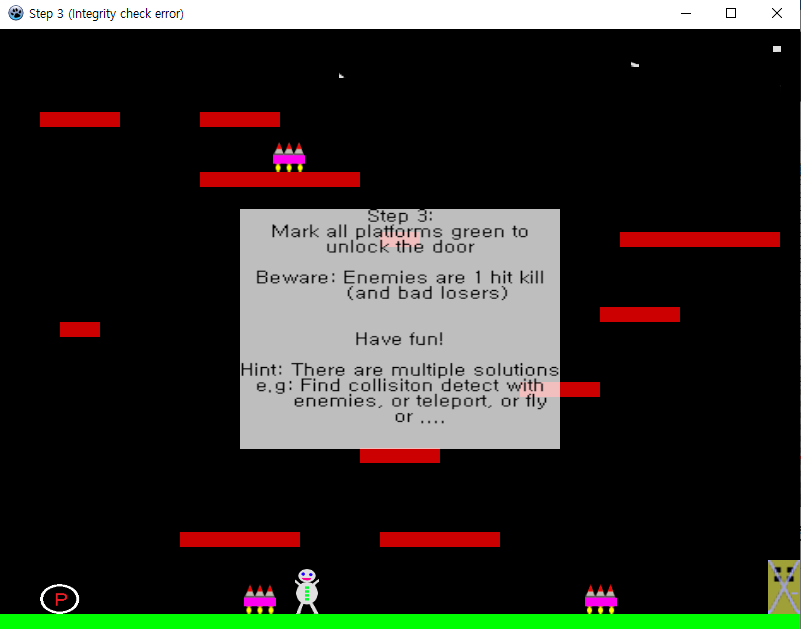 Step 3 (Integrity check error)
Step 3:
Mark all platforms green to
unlock the door
Beware: Enemies are 1 hit kill
(and bad losers)
Have fun!
Hint: There are multiple solutions
e.g: Find collisiton detect with
enemies, or teleport, or fly
or ....
P